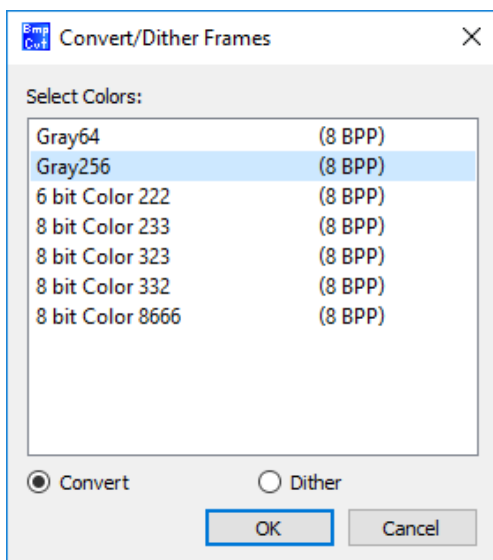 Bmp
Cvt
Convert/Dither Frames
Select Colors:
Gray64 (8 BPP)
Gray256 (8 BPP)
6 bit Color 222 (8 BPP)
8 bit Color 233 (8 BPP)
8 bit Color 323 (8 BPP)
8 bit Color 332 (8 BPP)
8 bit Color 8666 (8 BPP)
Convert Dither
OK Cancel